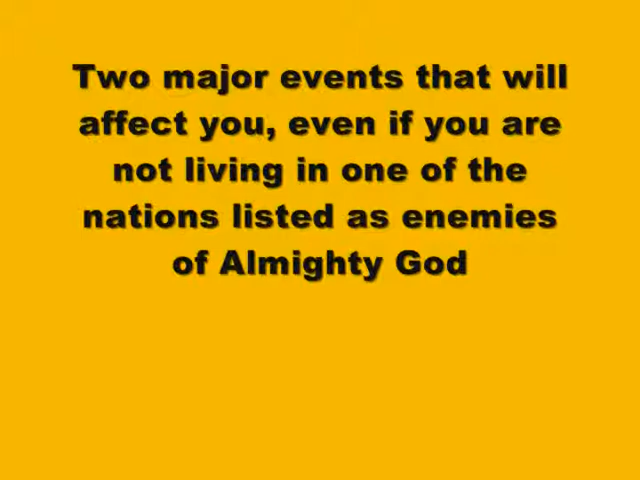 Two major events that will
affect you, even if you are
not living in one of the
nations listed as enemies
of Almighty God